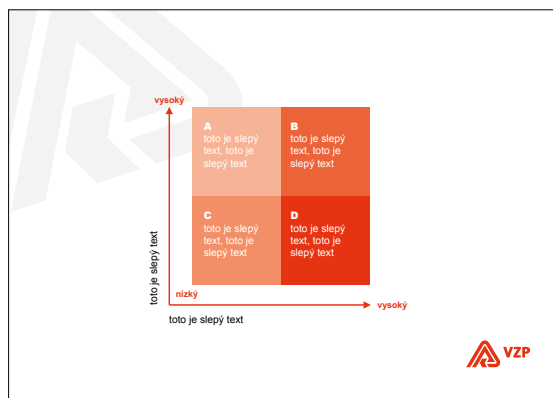 vysoký
A
toto je slepý
text, toto je
slepý text
B
toto je slepý
text, toto je
slepý text
C
toto je slepý
text, toto je
slepý text
D
toto je slepý
text, toto je
slepý text
toto je slepý text
nízký
vysoký
toto je slepý text
VZP